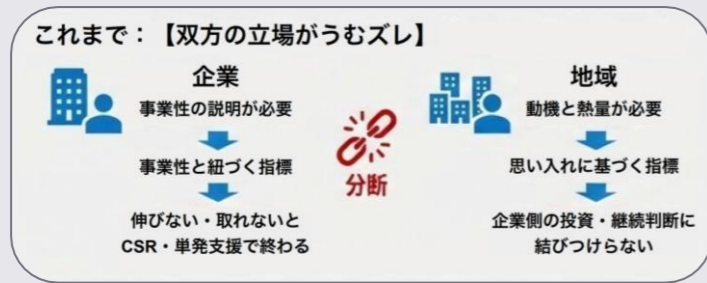 これまで：【双方の立場がうむズレ】
企業
事業性の説明が必要
事業性と紐づく指標
伸びない・取れないと
CSR・単発支援で終わる
分断
地域
動機と熱量が必要
思い入れに基づく指標
企業側の投資・継続判断に
結びつけらない